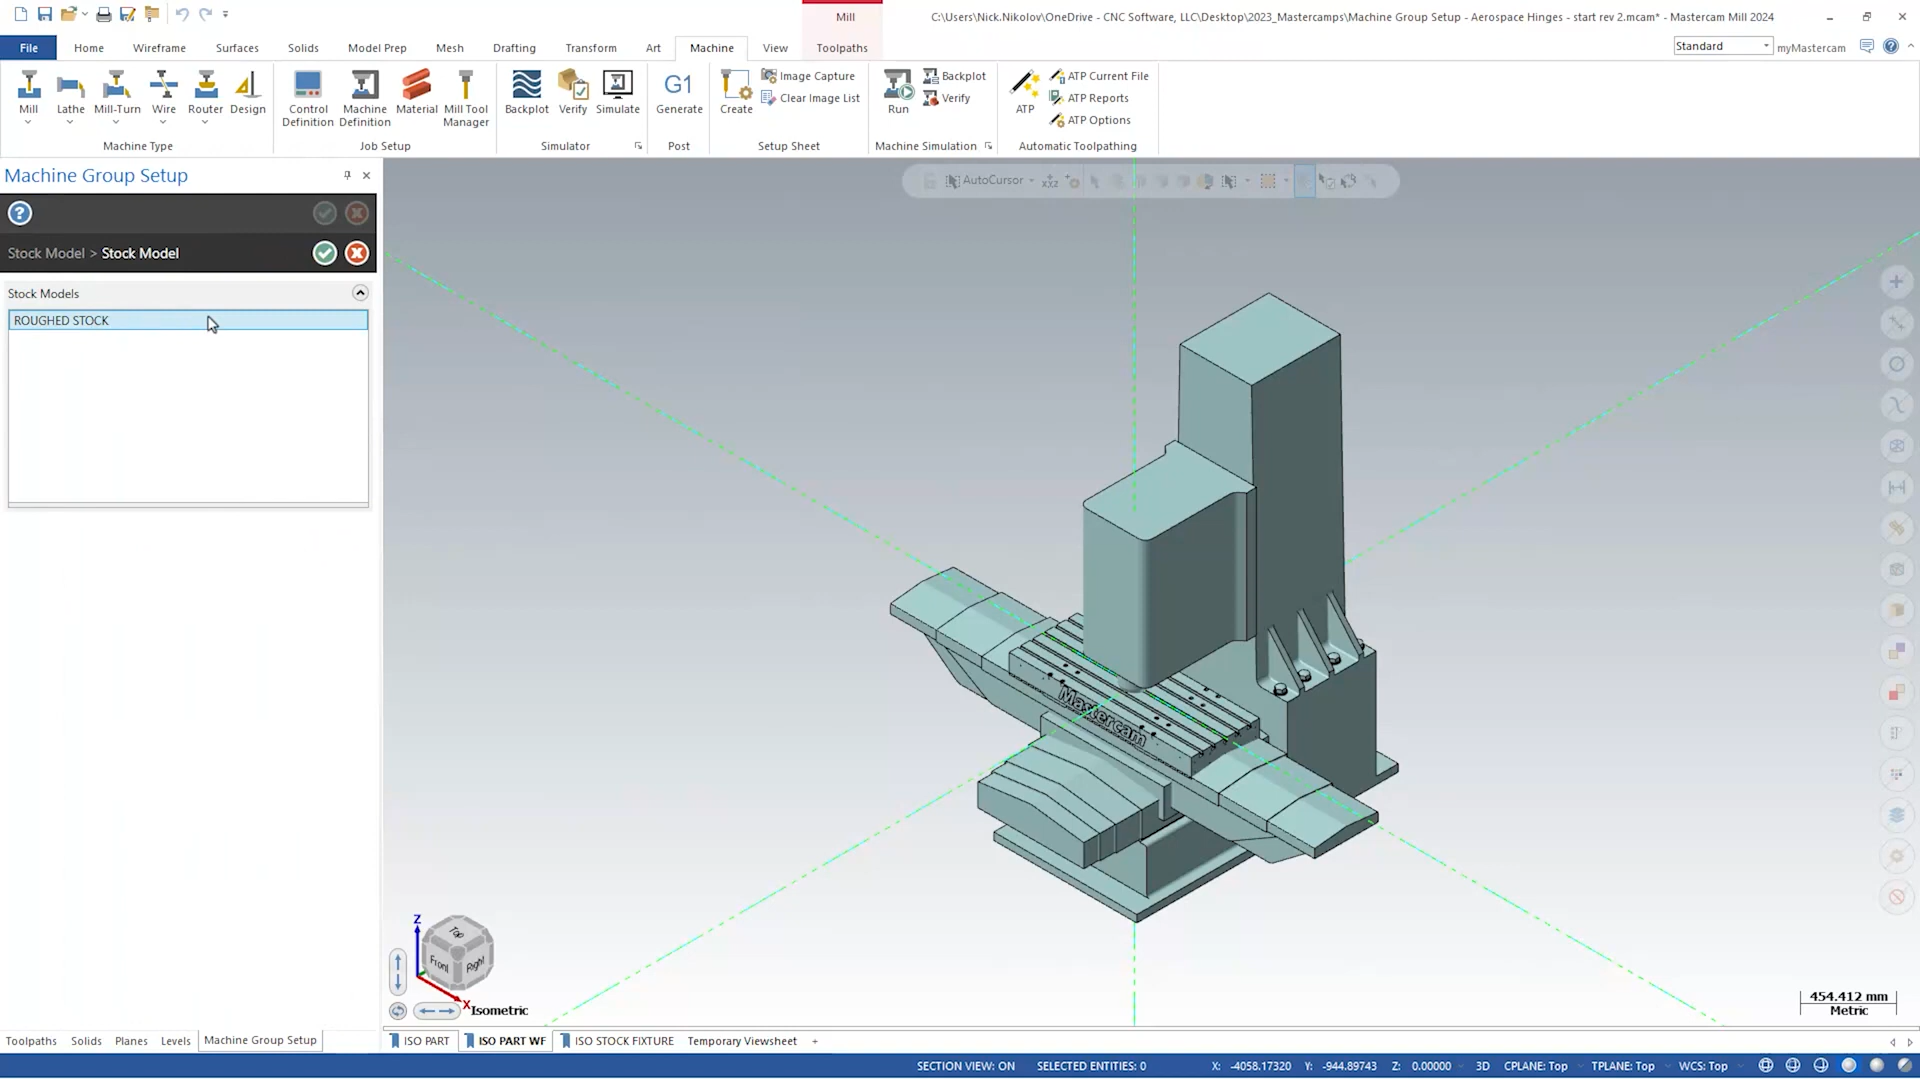 Mill
C:\Users\Nick.Nikolov\OneDrive - CNC Software, LLC\Desktop\2023_Mastercamps\Machine Group Setup - Aerospace Hinges - start rev 2.mcam* - Mastercam Mill 2024
File Home Wireframe Surfaces Solids Model Prep Mesh Drafting Transform Art Machine View Toolpaths Standard myMastercam
Mill Lathe Mill-Turn Wire Router Design
Machine Type
Control Definition Machine Definition Material Mill Tool Manager
Job Setup
Backplot Verify Simulate
Simulator
G1
Generate
Post
Create Image Capture
Clear Image List
Setup Sheet
Run Backplot
Verify
Machine Simulation
ATP ATP Current File
ATP Reports
ATP Options
Automatic Toolpathing
Machine Group Setup
Stock Model > Stock Model
Stock Models
ROUGHED STOCK
AutoCursor
Mastercam
Z
Top
Front Right
X
Isometric
454.412 mm
Metric
Toolpaths Solids Planes Levels Machine Group Setup
ISO PART ISO PART WF ISO STOCK FIXTURE Temporary Viewsheet +
SECTION VIEW: ON SELECTED ENTITIES: 0 X: -4058.17320 Y: -944.89743 Z: 0.00000 3D CPLANE: Top TPLANE: Top WCS: Top